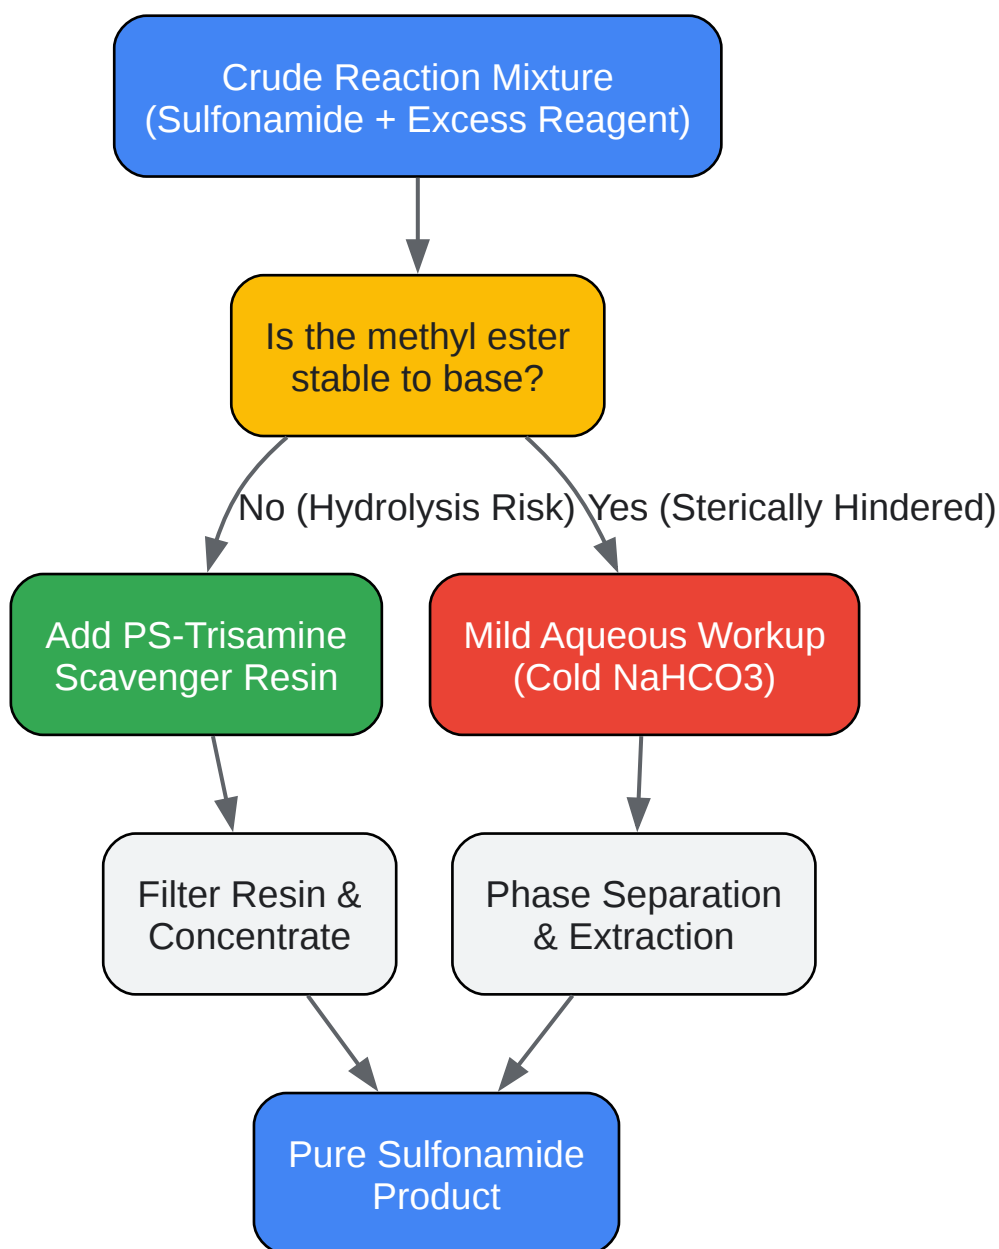 Crude Reaction Mixture
(Sulfonamide + Excess Reagent)
Is the methyl ester
stable to base?
No (Hydrolysis Risk)
Yes (Sterically Hindered)
Add PS-Trisamine
Scavenger Resin
Mild Aqueous Workup
(Cold NaHCO3)
Filter Resin &
Concentrate
Phase Separation
& Extraction
Pure Sulfonamide
Product